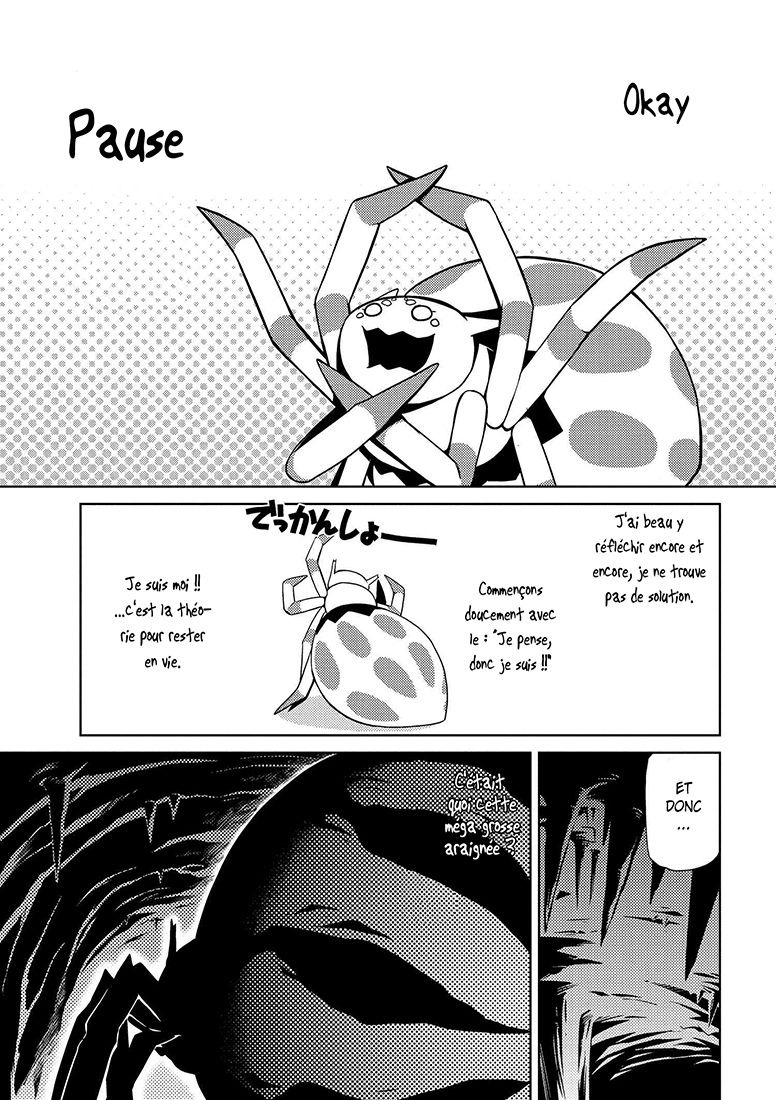 Okay
Pause
J'ai beau y
réfléchir encore et
encore, je ne trouve
pas de solution.
でっかんしょーー
Commençons
doucement avec
le : "Je pense,
donc je suis !!"
Je suis moi !!
...c'est la théo-
rie pour rester
en vie.
ET
DONC
...
C'était
quoi cette
méga grosse
araignée ?